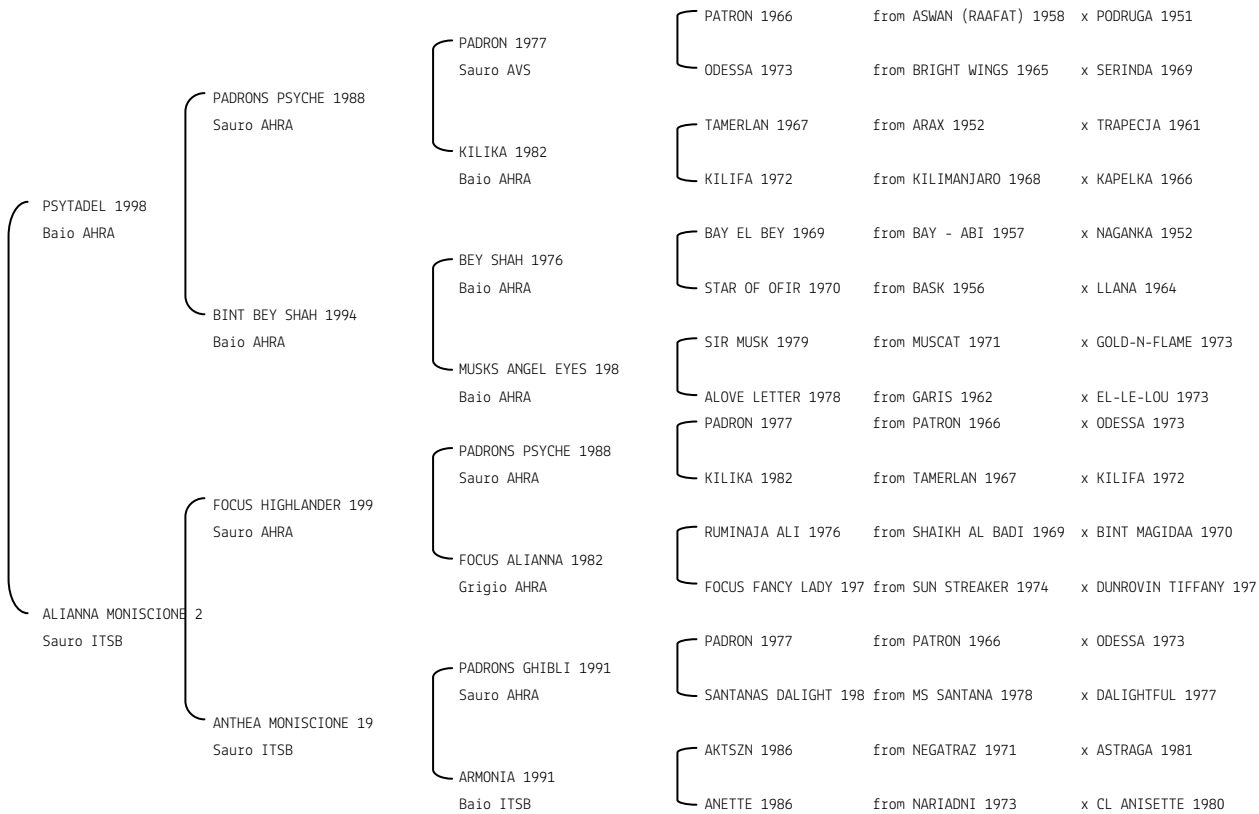 PATRON 1966 from ASWAN (RAAFAT) 1958 x PODRUGA 1951
PADRON 1977
Sauro AVS
ODESSA 1973 from BRIGHT WINGS 1965 x SERINDA 1969
PADRONS PSYCHE 1988
Sauro AHRA
TAMERLAN 1967 from ARAX 1952 x TRAPECJA 1961
KILIKA 1982
Baio AHRA
KILIFA 1972 from KILIMANJARO 1968 x KAPELKA 1966
PSYTADEL 1998
Baio AHRA
BAY EL BEY 1969 from BAY - ABI 1957 x NAGANKA 1952
BEY SHAH 1976
Baio AHRA
STAR OF OFIR 1970 from BASK 1956 x LLANA 1964
BINT BEY SHAH 1994
Baio AHRA
SIR MUSK 1979 from MUSCAT 1971 x GOLD-N-FLAME 1973
MUSKS ANGEL EYES 198
Baio AHRA
ALOVE LETTER 1978 from GARIS 1962 x EL-LE-LOU 1973
PADRON 1977 from PATRON 1966 x ODESSA 1973
PADRONS PSYCHE 1988
Sauro AHRA
KILIKA 1982 from TAMERLAN 1967 x KILIFA 1972
FOCUS HIGHLANDER 199
Sauro AHRA
RUMINAJA ALI 1976 from SHAIKH AL BADI 1969 x BINT MAGIDAA 1970
FOCUS ALIANNA 1982
Grigio AHRA
FOCUS FANCY LADY 197 from SUN STREAKER 1974 x DUNROVIN TIFFANY 197
ALIANNA MONISCIONE 2
Sauro ITSB
PADRON 1977 from PATRON 1966 x ODESSA 1973
PADRONS GHIBLI 1991
Sauro AHRA
SANTANAS DALIGHT 198 from MS SANTANA 1978 x DALIGHTFUL 1977
ANTHEA MONISCIONE 19
Sauro ITSB
AKTSZN 1986 from NEGATRAZ 1971 x ASTRAGA 1981
ARMONIA 1991
Baio ITSB
ANETTE 1986 from NARIADNI 1973 x CL ANISETTE 1980